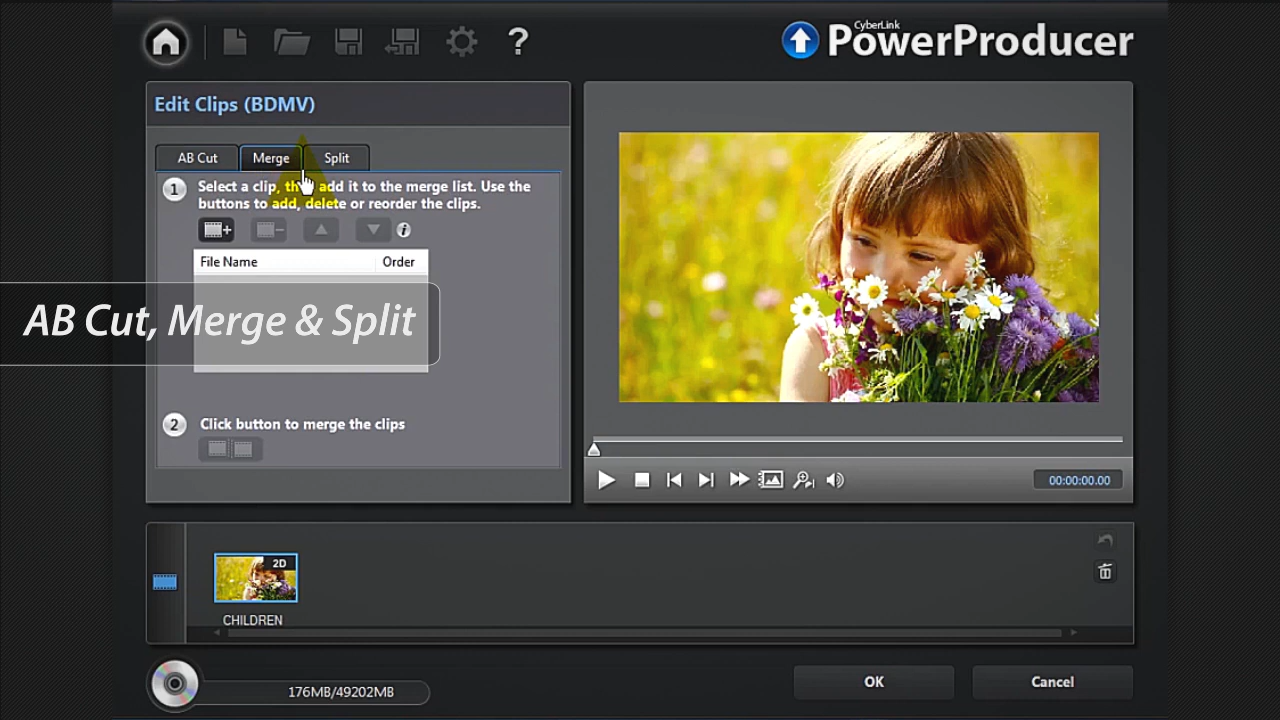 ?
CyberLink
PowerProducer
Edit Clips (BDMV)
AB Cut
Merge
Split
1
Select a clip, then add it to the merge list. Use the
buttons to add, delete or reorder the clips.
i
File Name
Order
AB Cut, Merge & Split
2
Click button to merge the clips
00:00:00.00
2D
CHILDREN
176MB/49202MB
OK
Cancel